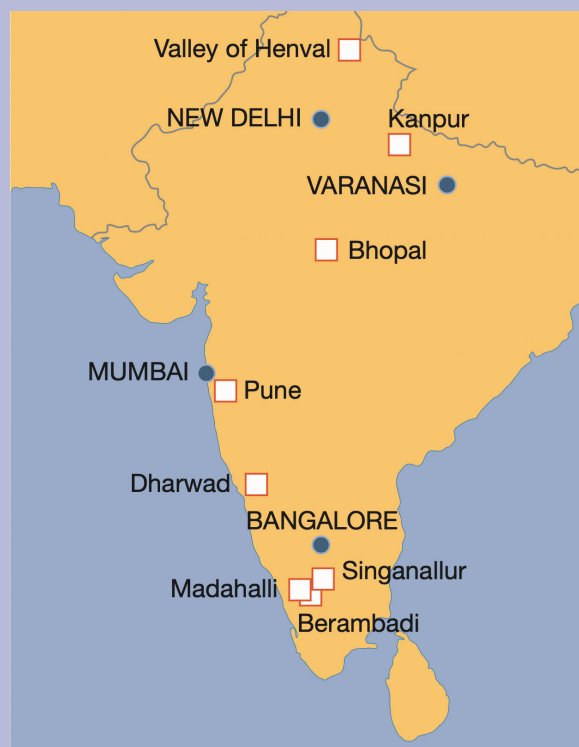 Valley of Henval
NEW DELHI
Kanpur
VARANASI
Bhopal
MUMBAI
Pune
Dharwad
BANGALORE
Singanallur
Madahalli
Berambadi